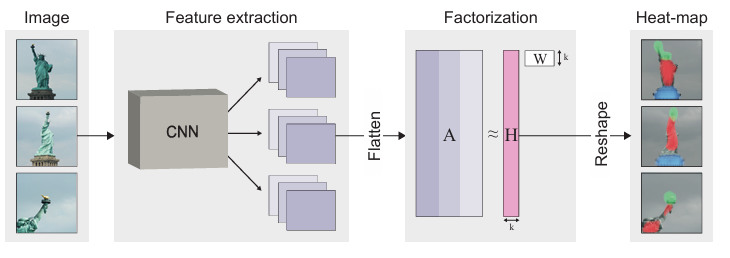 Image
Feature extraction
Factorization
Heat-map
CNN
Flatten
A
≈
H
W
k
k
Reshape